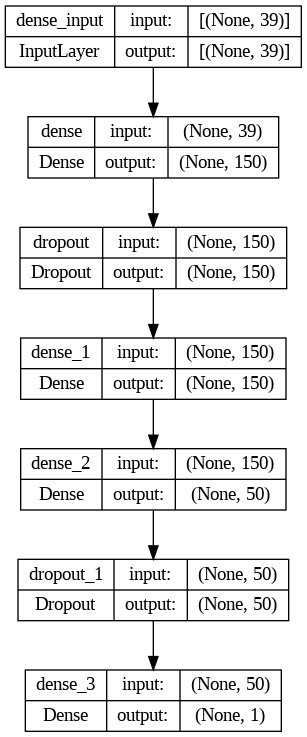 dense_input input: [(None, 39)]
InputLayer output: [(None, 39)]
dense input: (None, 39)
Dense output: (None, 150)
dropout input: (None, 150)
Dropout output: (None, 150)
dense_1 input: (None, 150)
Dense output: (None, 150)
dense_2 input: (None, 150)
Dense output: (None, 50)
dropout_1 input: (None, 50)
Dropout output: (None, 50)
dense_3 input: (None, 50)
Dense output: (None, 1)